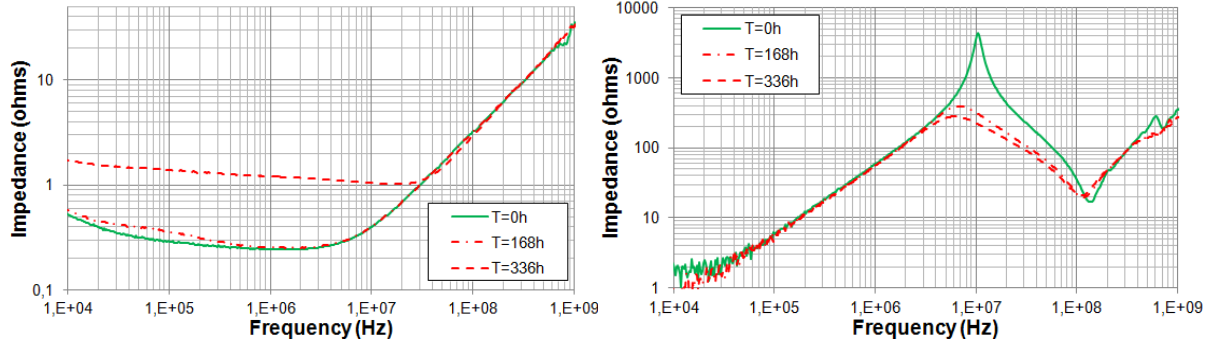 Impedance (ohms)
10
1
0,1
T=0h
T=168h
T=336h
1,E+04 1,E+05 1,E+06 1,E+07 1,E+08 1,E+09
Frequency (Hz)
Impedance (ohms)
10000
1000
100
10
1
T=0h
T=168h
T=336h
1,E+04 1,E+05 1,E+06 1,E+07 1,E+08 1,E+09
Frequency (Hz)